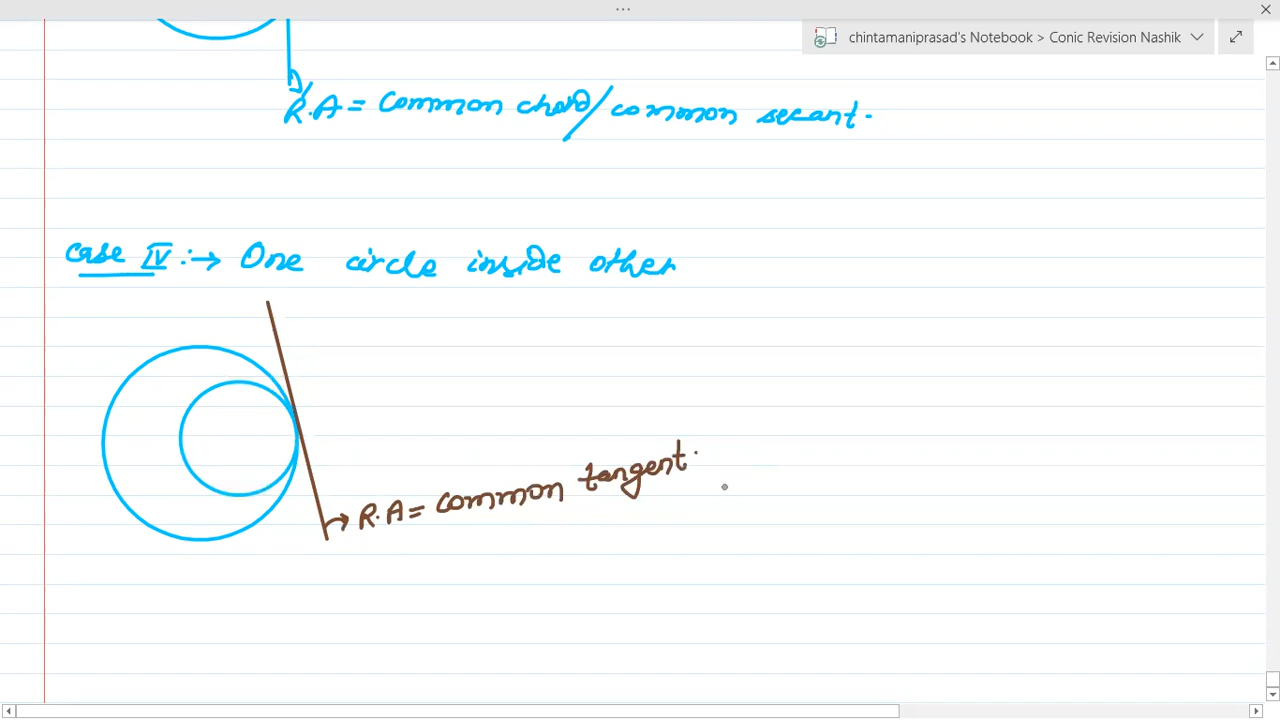 chintamaniprasad's Notebook > Conic Revision Nashik
R.A = Common chord/common secant.
Case IV :→ One circle inside other
R.A = Common tangent.